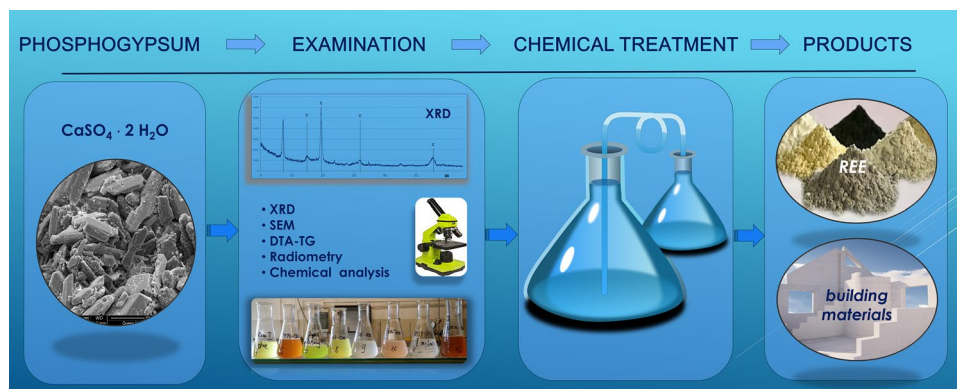 PHOSPHOGYPSUM
EXAMINATION
CHEMICAL TREATMENT
PRODUCTS
CaSO₄ · 2 H₂O
XRD
• XRD
• SEM
• DTA-TG
• Radiometry
• Chemical analysis
REE
building
materials